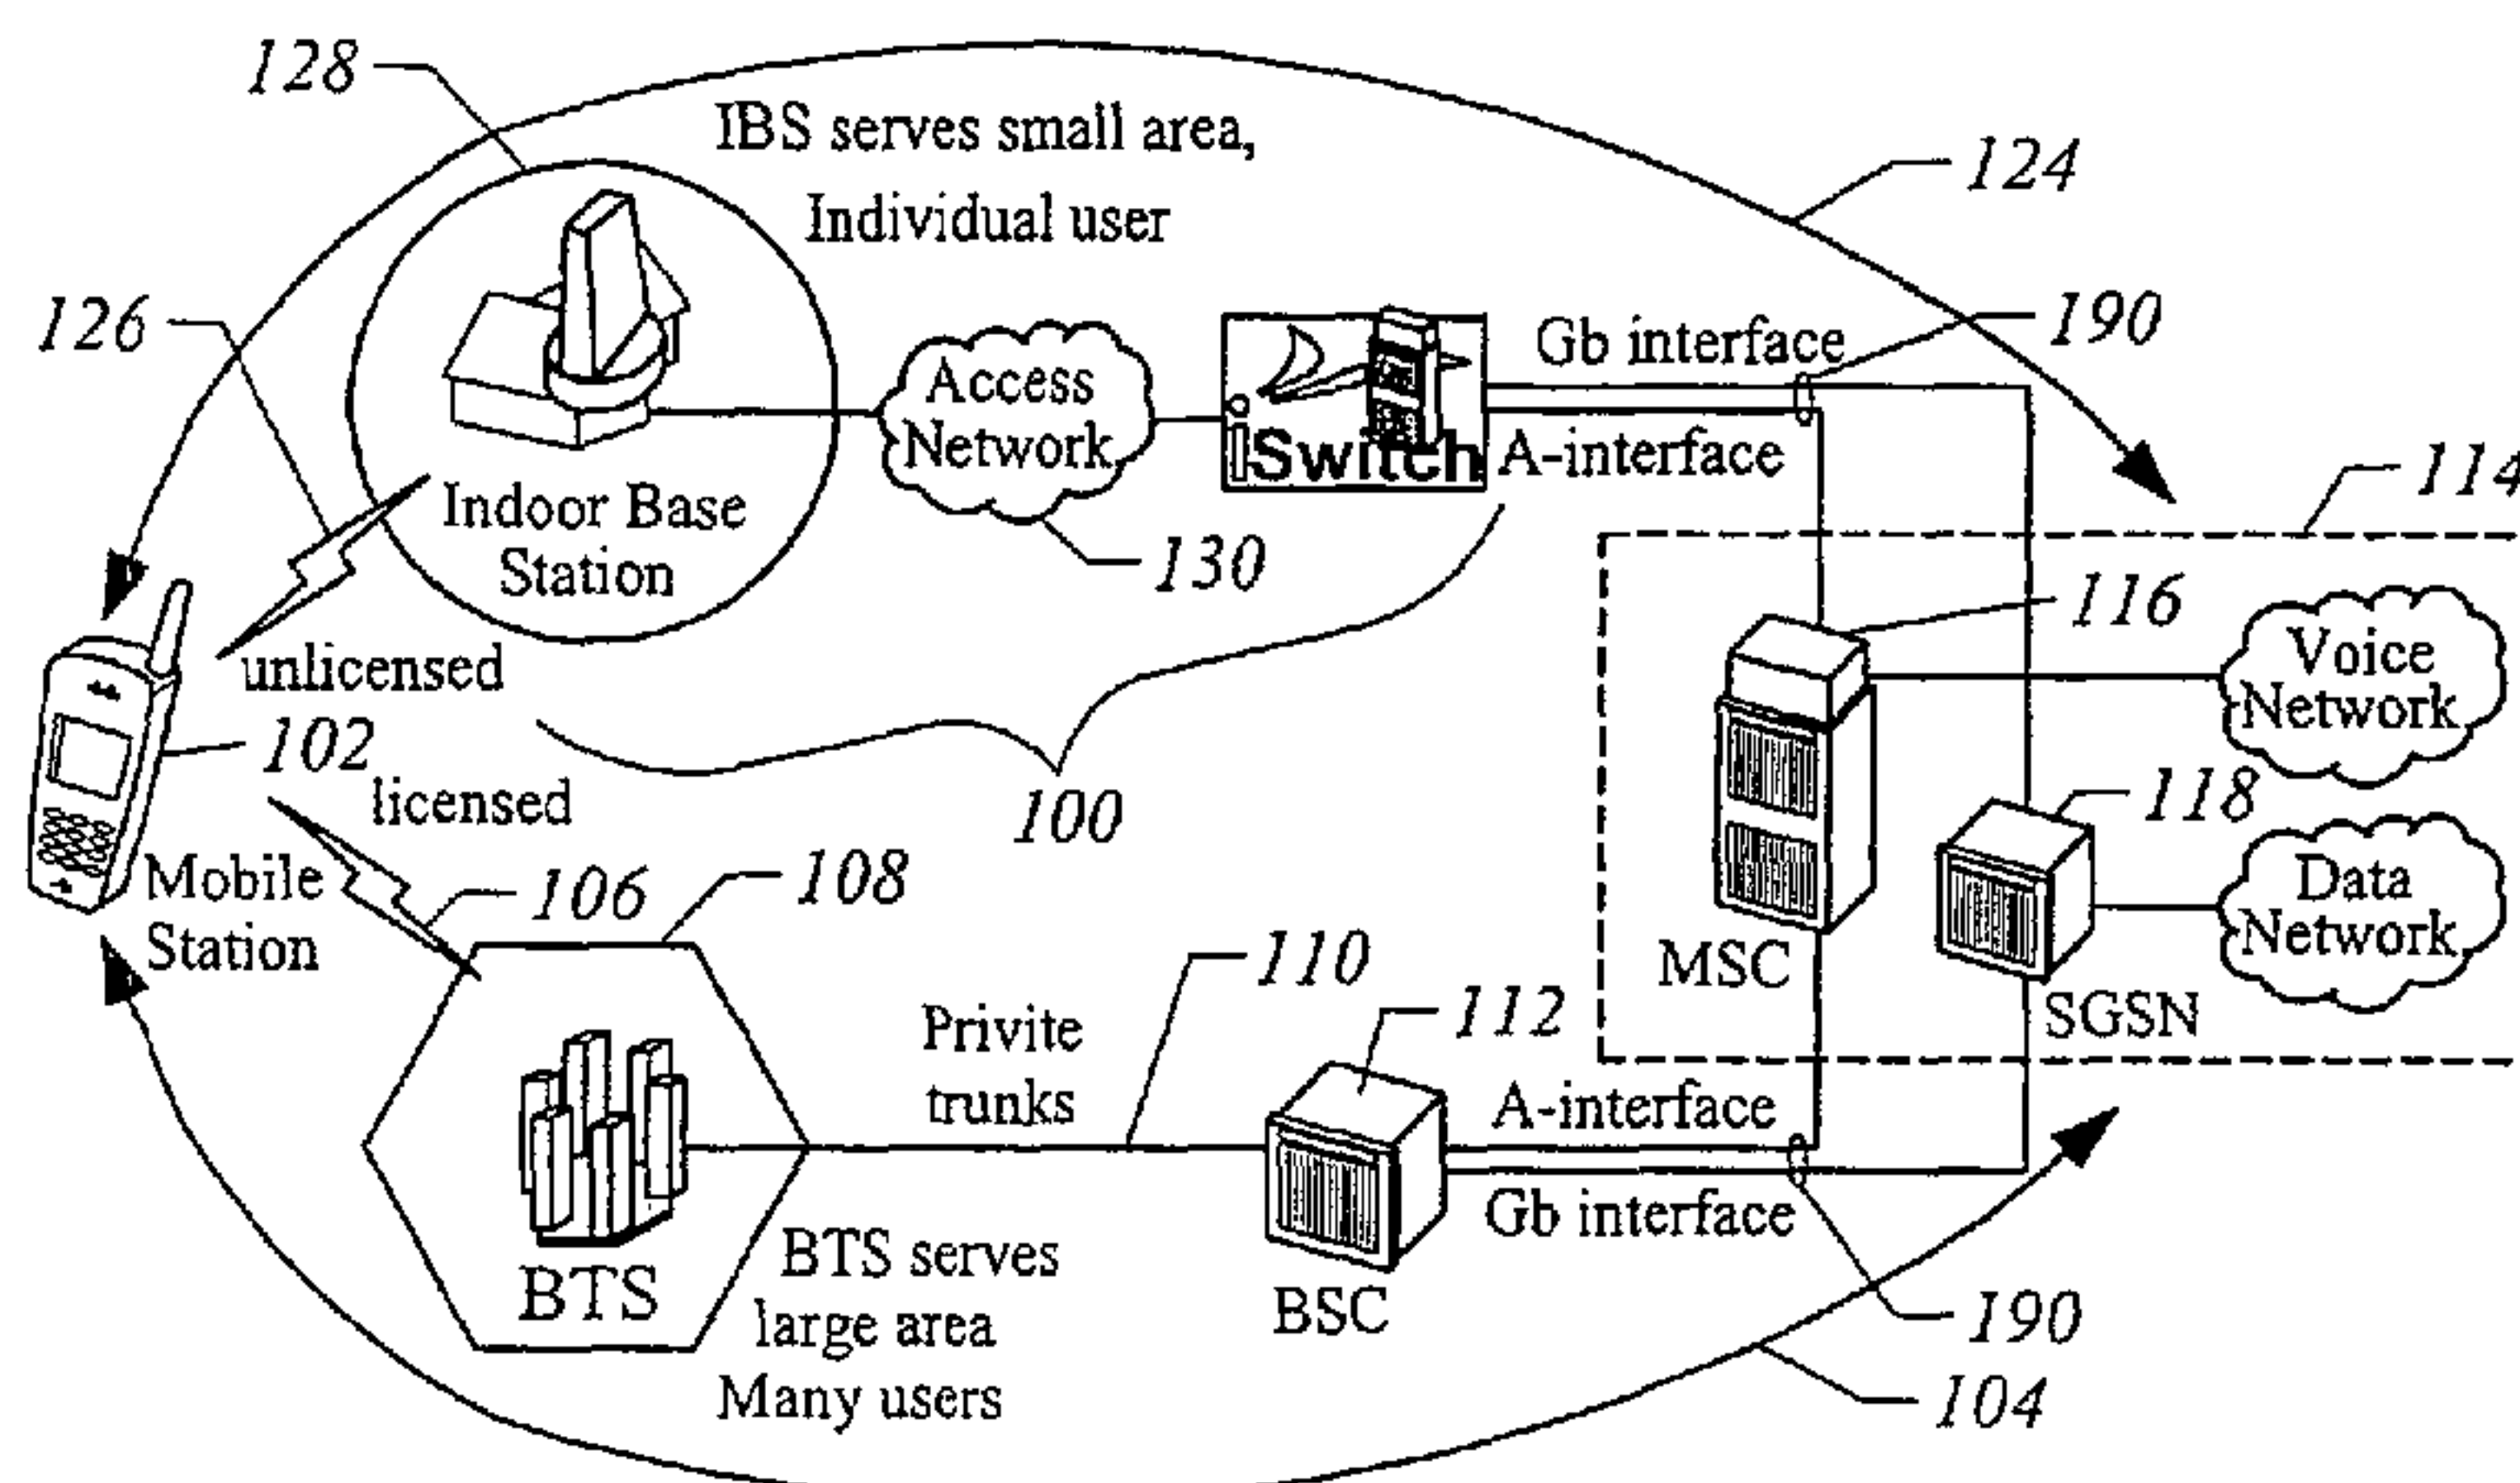 128
IBS serves small area,
Individual user
124
126
190
Gb interface
Access
Network
Switch
A-interface
114
Indoor Base
Station
130
116
unlicensed
Voice
Network
102
licensed
100
118
Mobile
Station
106
108
Data
Network
110
MSC
112
SGSN
Privite
trunks
A-interface
Gb interface
BTS
BTS serves
large area
Many users
BSC
190
104